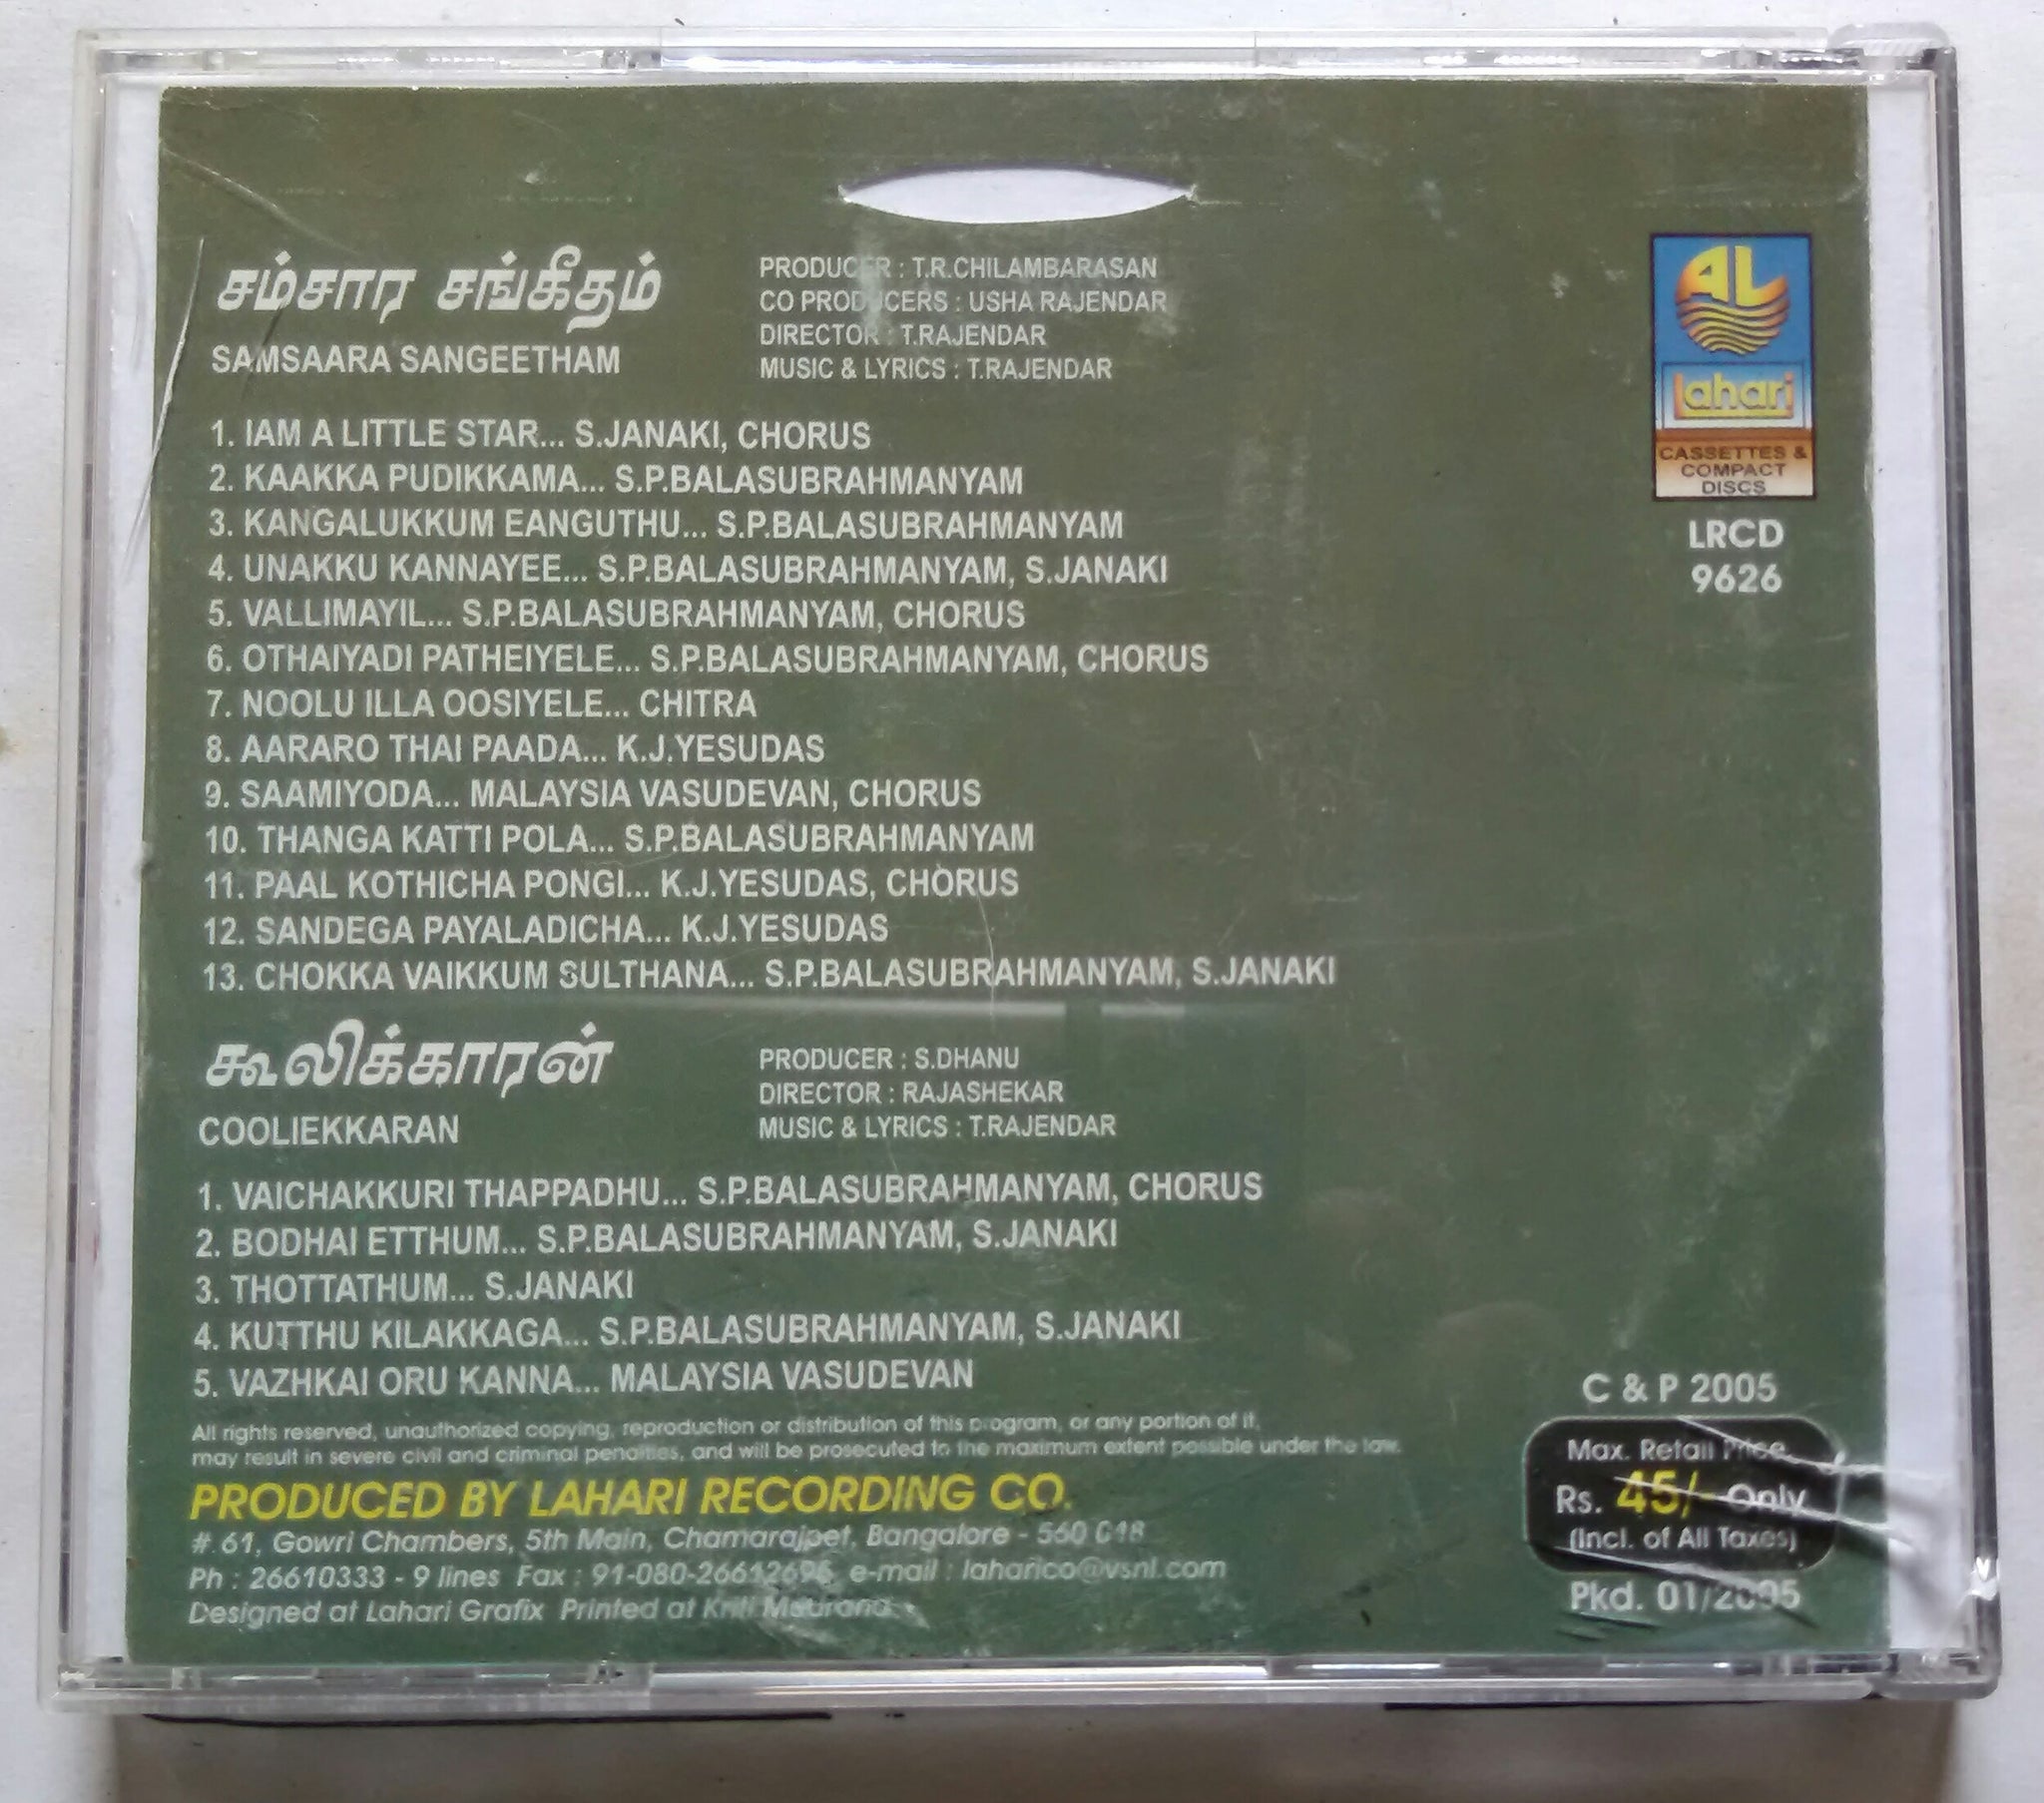 சம்சார சங்கீதம்
SAMSAARA SANGEETHAM
PRODUCER : T.R.CHILAMBARASAN
CO PRODUCERS : USHA RAJENDAR
DIRECTOR : T.RAJENDAR
MUSIC & LYRICS : T.RAJENDAR
1. IAM A LITTLE STAR... S.JANAKI, CHORUS
2. KAAKKA PUDIKKAMA... S.P.BALASUBRAHMANYAM
3. KANGALUKKUM EANGUTHU... S.P.BALASUBRAHMANYAM
4. UNAKKU KANNAYEE... S.P.BALASUBRAHMANYAM, S.JANAKI
5. VALLIMAYIL... S.P.BALASUBRAHMANYAM, CHORUS
6. OTHAIYADI PATHEIYELE... S.P.BALASUBRAHMANYAM, CHORUS
7. NOOLU ILLA OOSIYELE... CHITRA
8. AARARO THAI PAADA... K.J.YESUDAS
9. SAAMIYODA... MALAYSIA VASUDEVAN, CHORUS
10. THANGA KATTI POLA... S.P.BALASUBRAHMANYAM
11. PAAL KOTHICHA PONGI... K.J.YESUDAS, CHORUS
12. SANDEGA PAYALADICHA... K.J.YESUDAS
13. CHOKKA VAIKKUM SULTHANA... S.P.BALASUBRAHMANYAM, S.JANAKI
AL
lahari
CASSETTES &
COMPACT
DISCS
LRCD
9626
கூலிக்காரன்
COOLIEKKARAN
PRODUCER : S.DHANU
DIRECTOR : RAJASHEKAR
MUSIC & LYRICS : T.RAJENDAR
1. VAICHAKKURI THAPPADHU... S.P.BALASUBRAHMANYAM, CHORUS
2. BODHAI ETTHUM... S.P.BALASUBRAHMANYAM, S.JANAKI
3. THOTTATHUM... S.JANAKI
4. KUTTHU KILAKKAGA... S.P.BALASUBRAHMANYAM, S.JANAKI
5. VAZHKAI ORU KANNA... MALAYSIA VASUDEVAN
All rights reserved, unauthorized copying, reproduction or distribution of this program, or any portion of it,
may result in severe civil and criminal penalties, and will be prosecuted to the maximum extent possible under the law.
PRODUCED BY LAHARI RECORDING CO.
#.61, Gowri Chambers, 5th Main, Chamarajpet, Bangalore - 560 018
Ph : 26610333 - 9 lines Fax : 91-080-26612696 e-mail : laharico@vsnl.com
Designed at Lahari Grafix Printed at Kriti
C & P 2005
Max. Retail Price
Rs. 45/- Only
(Incl. of All Taxes)
Pkd. 01/2005